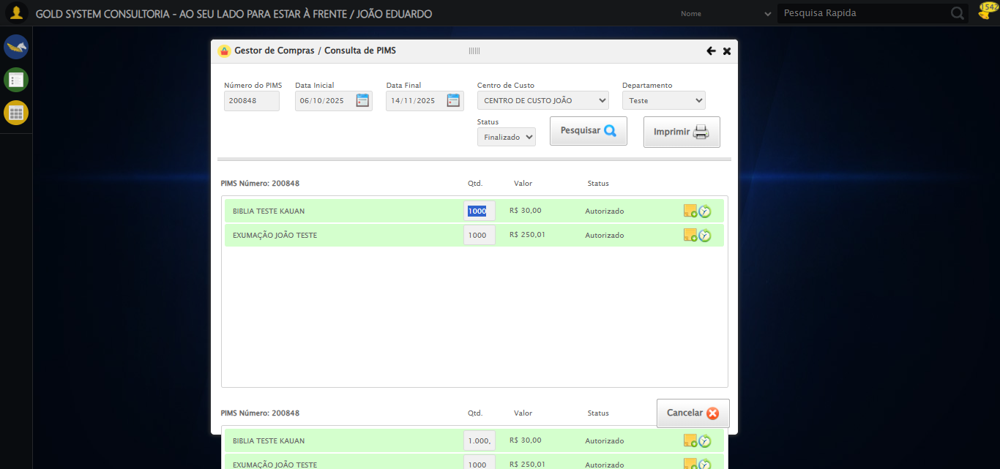 GOLD SYSTEM CONSULTORIA - AO SEU LADO PARA ESTAR À FRENTE / JOÃO EDUARDO
Nome
Pesquisa Rapida
1542
Gestor de Compras / Consulta de PIMS
Número do PIMS Data Inicial Data Final Centro de Custo Departamento
200848 06/10/2025 14/11/2025 CENTRO DE CUSTO JOÃO Teste
Status
Finalizado Pesquisar Imprimir
PIMS Número: 200848 Qtd. Valor Status
BIBLIA TESTE KAUAN 1000 R$ 30,00 Autorizado
EXUMAÇÃO JOÃO TESTE 1000 R$ 250,01 Autorizado
PIMS Número: 200848 Qtd. Valor Status Cancelar
BIBLIA TESTE KAUAN 1.000, R$ 30,00 Autorizado
EXUMAÇÃO JOÃO TESTE 1000 R$ 250,01 Autorizado